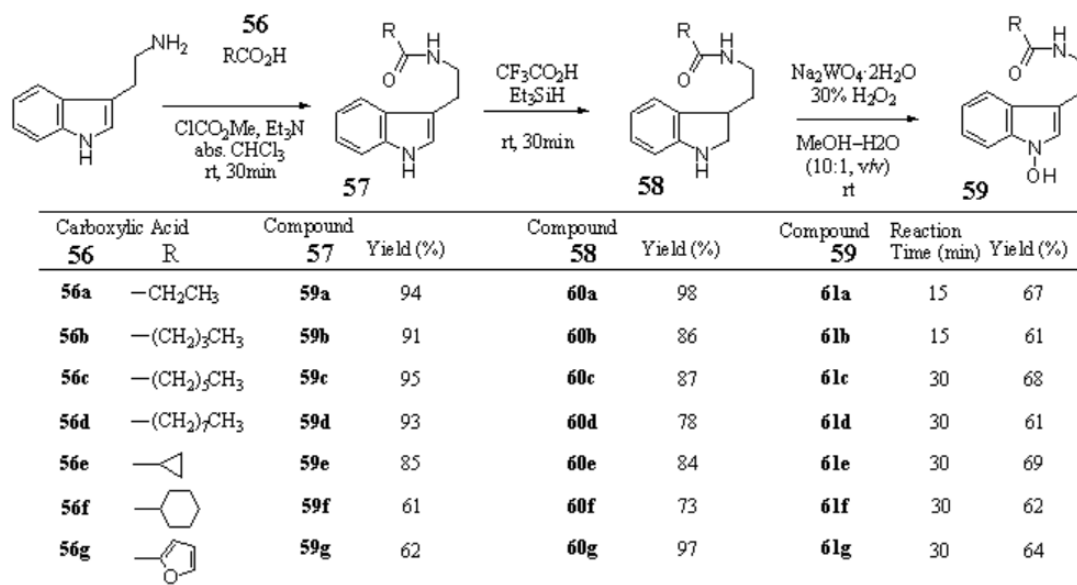 56
RCO₂H
ClCO₂Me, Et₃N
abs. CHCl₃
rt, 30min
NH₂
N
H
R
H
N
O
N
H
57
CF₃CO₂H
Et₃SiH
rt, 30min
R
H
N
O
N
H
58
Na₂WO₄·2H₂O
30% H₂O₂
MeOH–H2O
(10:1, v/v)
rt
R
H
N
O
N
OH
59
Carboxylic Acid Compound Compound Compound Reaction
56 R 57 Yield (%) 58 Yield (%) 59 Time (min) Yield (%)
56a –CH₂CH₃ 59a 94 60a 98 61a 15 67
56b –(CH₂)₃CH₃ 59b 91 60b 86 61b 15 61
56c –(CH₂)₅CH₃ 59c 95 60c 87 61c 30 68
56d –(CH₂)₇CH₃ 59d 93 60d 78 61d 30 61
56e 59e 85 60e 84 61e 30 69
56f 59f 61 60f 73 61f 30 62
56g O 59g 62 60g 97 61g 30 64